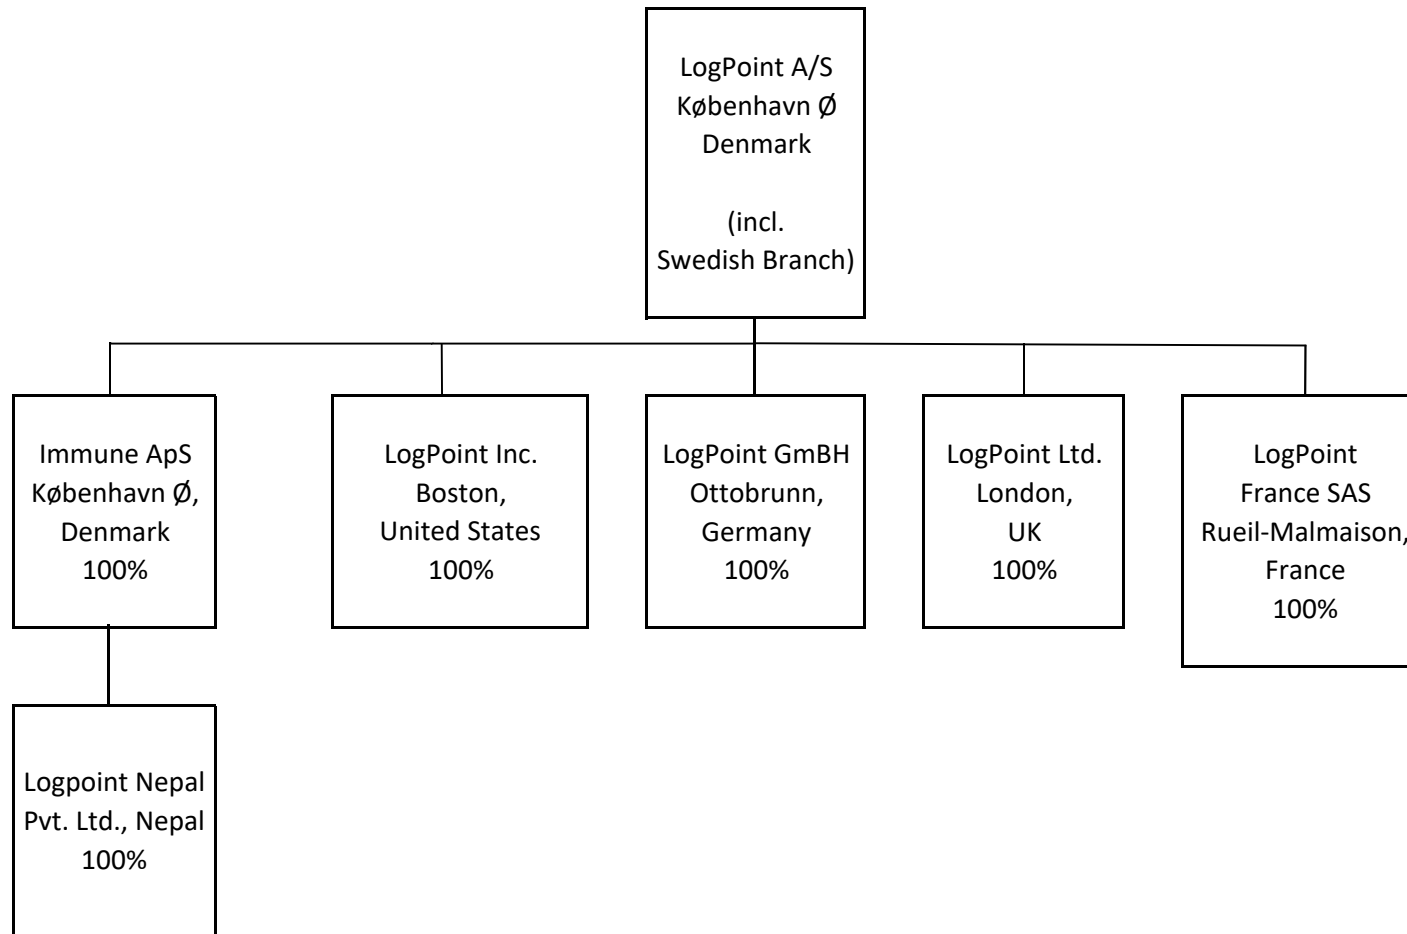 LogPoint A/S
København Ø
Denmark
(incl.
Swedish Branch)
Immune ApS
København Ø,
Denmark
100%
LogPoint Inc.
Boston,
United States
100%
LogPoint GmBH
Ottobrunn,
Germany
100%
LogPoint Ltd.
London,
UK
100%
LogPoint
France SAS
Rueil-Malmaison,
France
100%
Logpoint Nepal
Pvt. Ltd., Nepal
100%